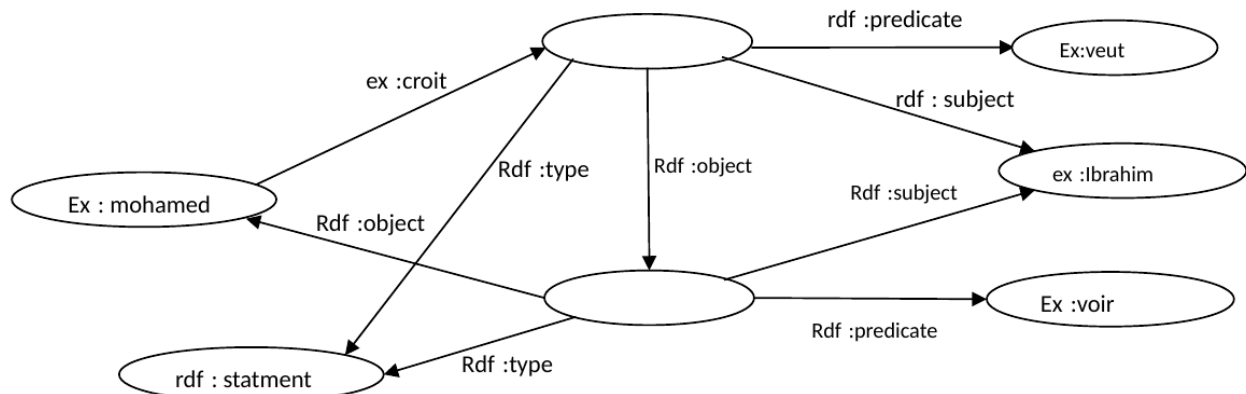 rdf :predicate
Ex:veut
ex :croit
rdf : subject
Rdf :type
Rdf :object
ex :Ibrahim
Rdf :subject
Ex : mohamed
Rdf :object
Ex :voir
Rdf :predicate
Rdf :type
rdf : statment